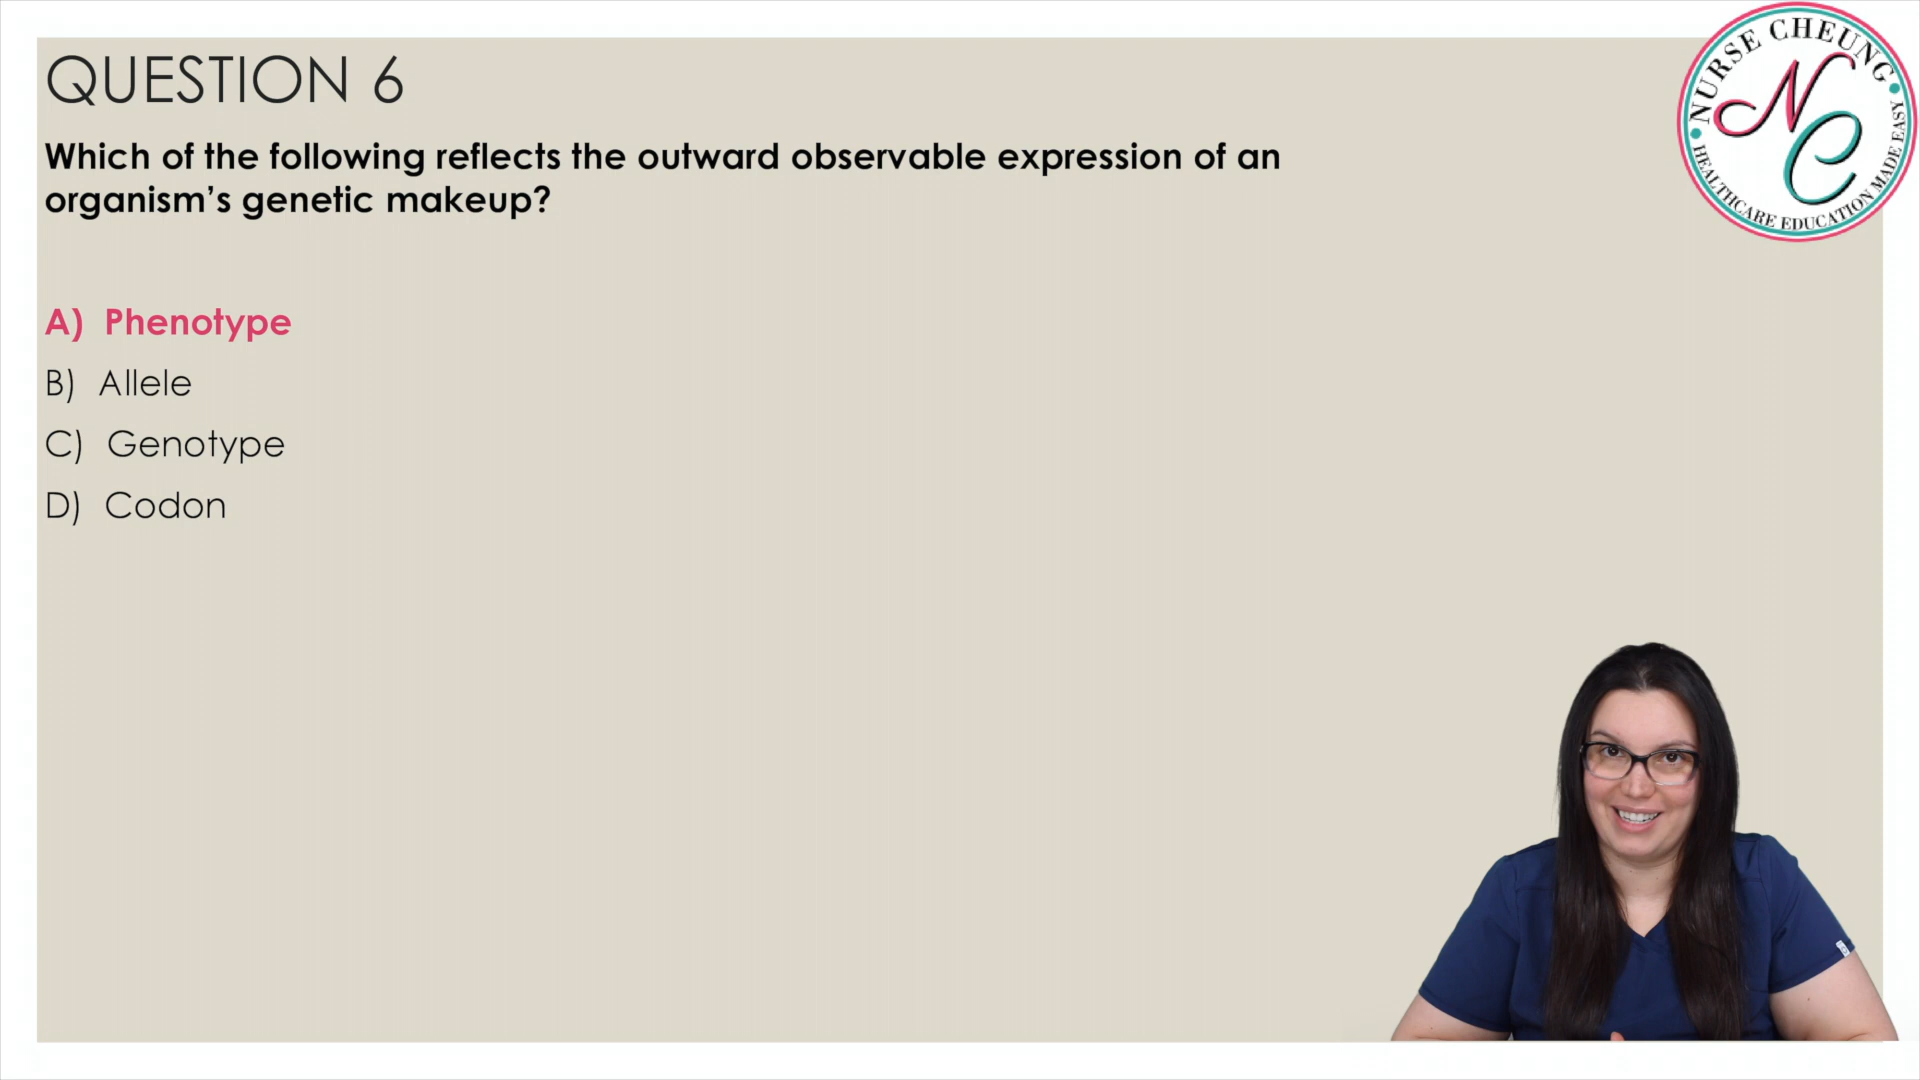 QUESTION 6
Which of the following reflects the outward observable expression of an
organism’s genetic makeup?
A) Phenotype
B) Allele
C) Genotype
D) Codon
NURSE CHEUNG
NC
HEALTHCARE EDUCATION MADE EASY